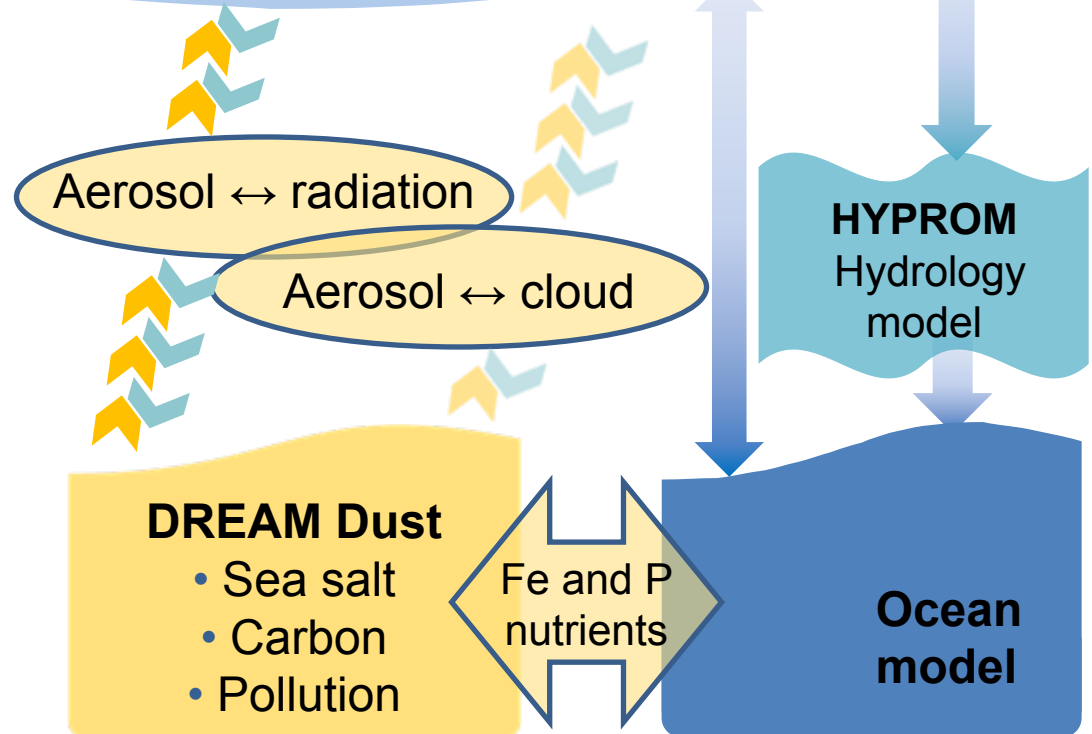 Aerosol ↔ radiation
Aerosol ↔ cloud
HYPROM
Hydrology
model
DREAM Dust
• Sea salt
• Carbon
• Pollution
Fe and P
nutrients
Ocean
model